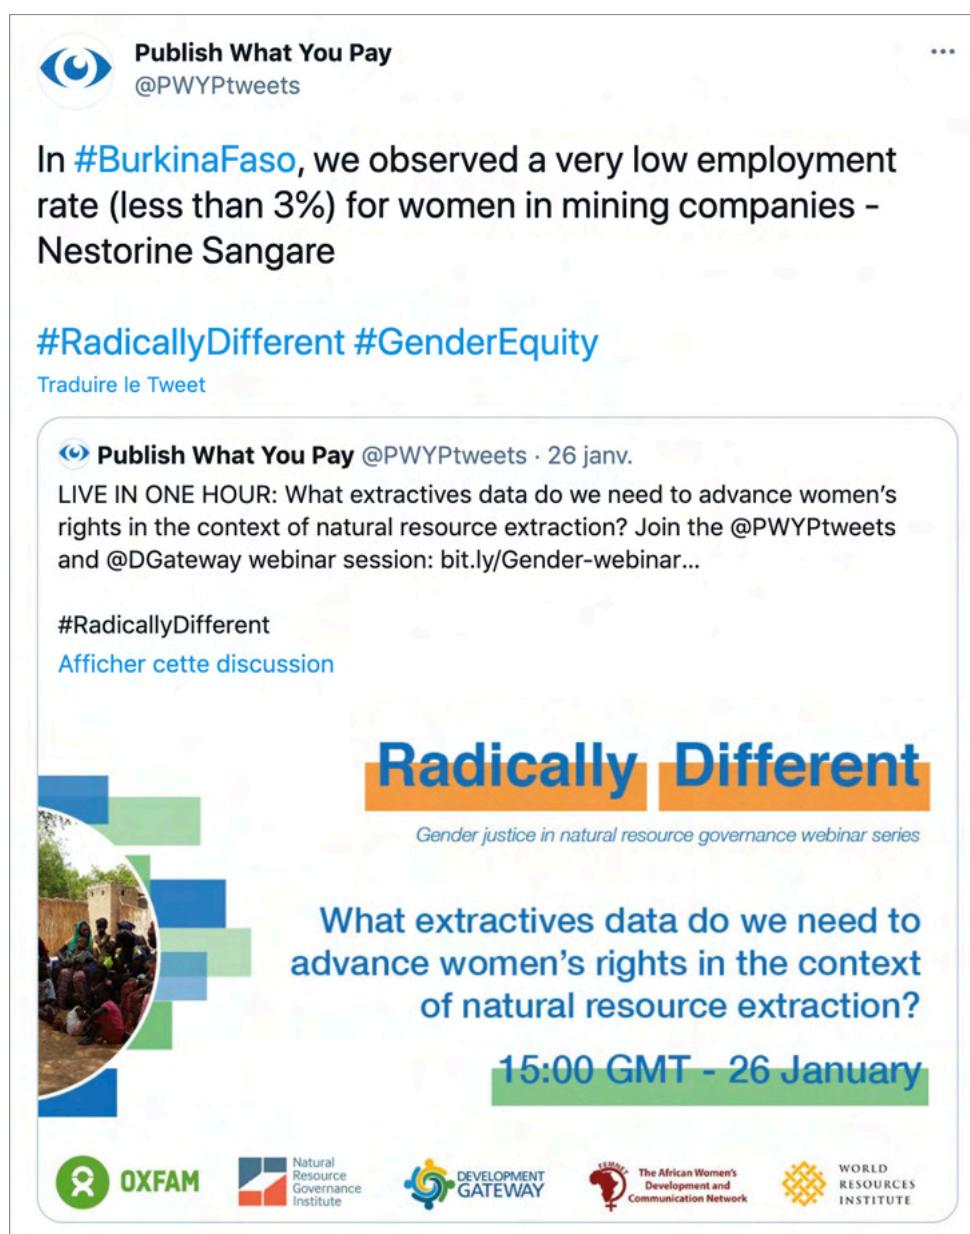 Publish What You Pay
@PWYPtweets
In #BurkinaFaso, we observed a very low employment
rate (less than 3%) for women in mining companies -
Nestorine Sangare
#RadicallyDifferent #GenderEquity
Traduire le Tweet
Publish What You Pay @PWYPtweets · 26 janv.
LIVE IN ONE HOUR: What extractives data do we need to advance women's
rights in the context of natural resource extraction? Join the @PWYPtweets
and @DGateway webinar session: bit.ly/Gender-webinar...
#RadicallyDifferent
Afficher cette discussion
Radically Different
Gender justice in natural resource governance webinar series
What extractives data do we need to
advance women's rights in the context
of natural resource extraction?
15:00 GMT - 26 January
OXFAM
Natural
Resource
Governance
Institute
DEVELOPMENT
GATEWAY
FEMNET
The African Women's
Development and
Communication Network
WORLD
RESOURCES
INSTITUTE